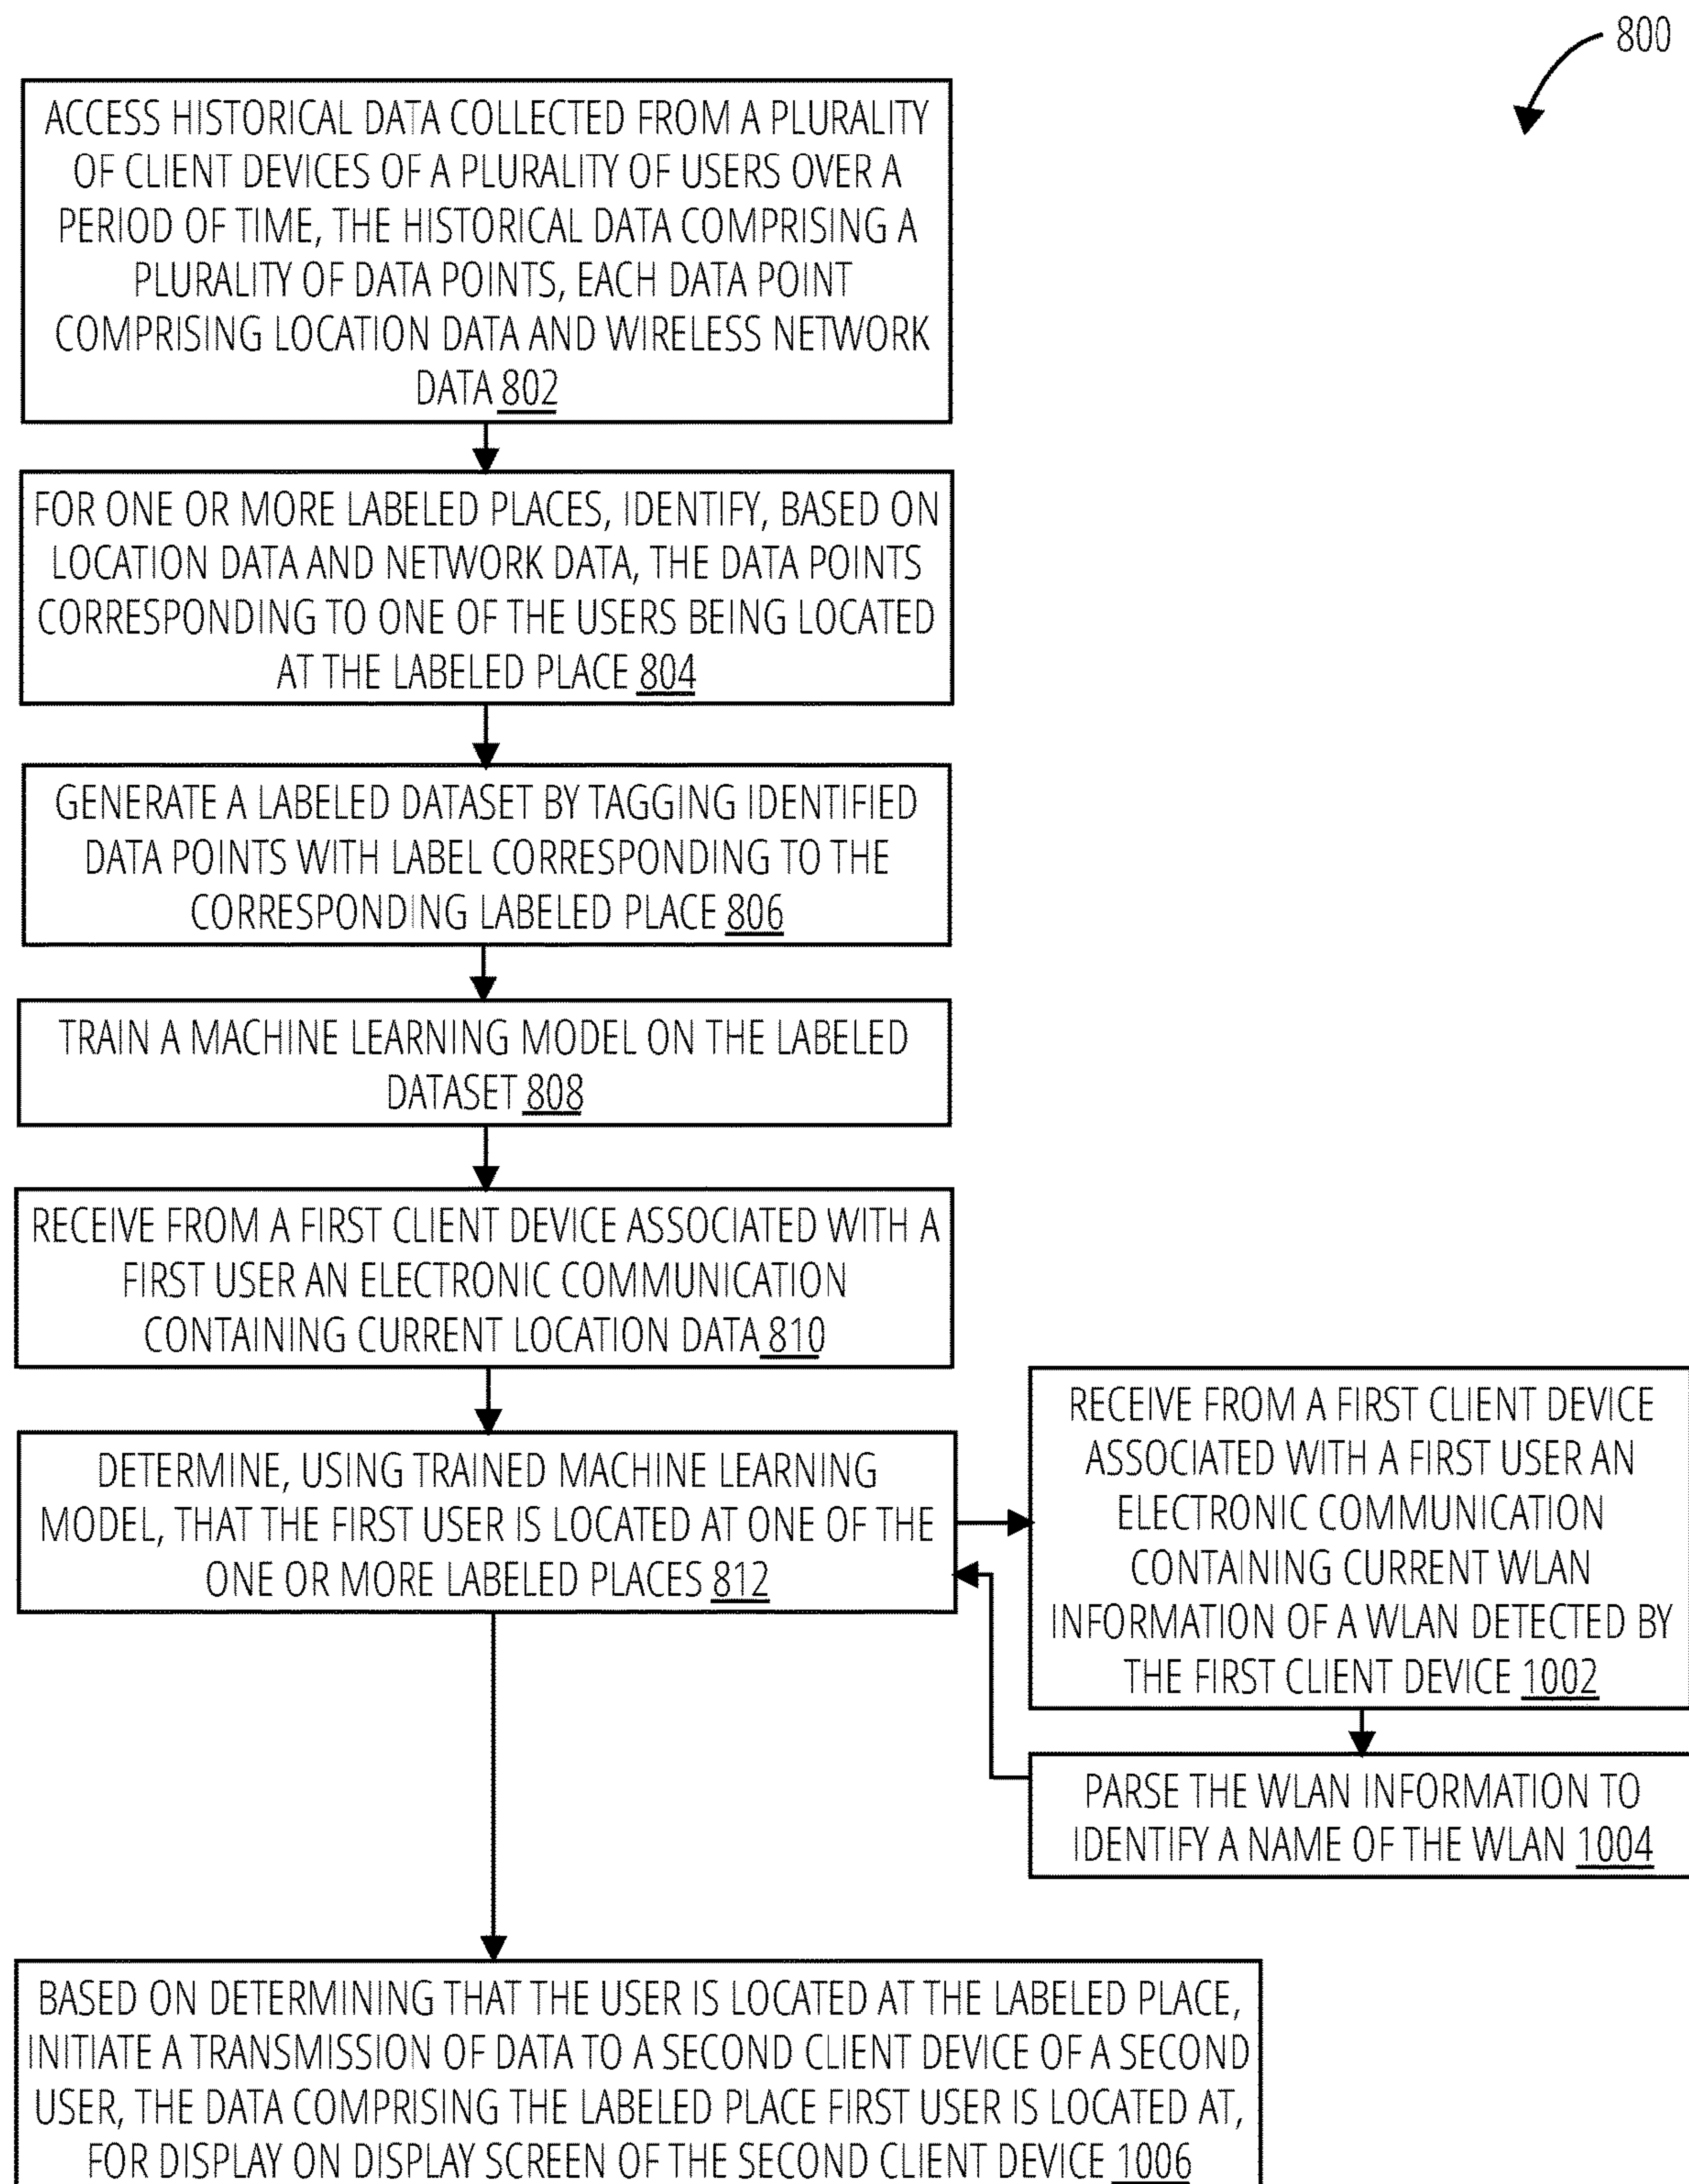 800
ACCESS HISTORICAL DATA COLLECTED FROM A PLURALITY
OF CLIENT DEVICES OF A PLURALITY OF USERS OVER A
PERIOD OF TIME, THE HISTORICAL DATA COMPRISING A
PLURALITY OF DATA POINTS, EACH DATA POINT
COMPRISING LOCATION DATA AND WIRELESS NETWORK
DATA 802
FOR ONE OR MORE LABELED PLACES, IDENTIFY, BASED ON
LOCATION DATA AND NETWORK DATA, THE DATA POINTS
CORRESPONDING TO ONE OF THE USERS BEING LOCATED
AT THE LABELED PLACE 804
GENERATE A LABELED DATASET BY TAGGING IDENTIFIED
DATA POINTS WITH LABEL CORRESPONDING TO THE
CORRESPONDING LABELED PLACE 806
TRAIN A MACHINE LEARNING MODEL ON THE LABELED
DATASET 808
RECEIVE FROM A FIRST CLIENT DEVICE ASSOCIATED WITH A
FIRST USER AN ELECTRONIC COMMUNICATION
CONTAINING CURRENT LOCATION DATA 810
DETERMINE, USING TRAINED MACHINE LEARNING
MODEL, THAT THE FIRST USER IS LOCATED AT ONE OF THE
ONE OR MORE LABELED PLACES 812
RECEIVE FROM A FIRST CLIENT DEVICE
ASSOCIATED WITH A FIRST USER AN
ELECTRONIC COMMUNICATION
CONTAINING CURRENT WLAN
INFORMATION OF A WLAN DETECTED BY
THE FIRST CLIENT DEVICE 1002
PARSE THE WLAN INFORMATION TO
IDENTIFY A NAME OF THE WLAN 1004
BASED ON DETERMINING THAT THE USER IS LOCATED AT THE LABELED PLACE,
INITIATE A TRANSMISSION OF DATA TO A SECOND CLIENT DEVICE OF A SECOND
USER, THE DATA COMPRISING THE LABELED PLACE FIRST USER IS LOCATED AT,
FOR DISPLAY ON DISPLAY SCREEN OF THE SECOND CLIENT DEVICE 1006